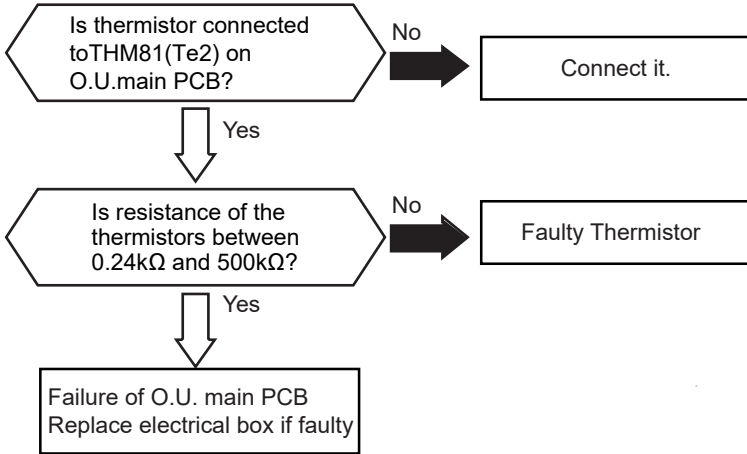 Is thermistor connected
toTHM81(Te2) on
O.U.main PCB?
No
Connect it.
Yes
Is resistance of the
thermistors between
0.24kΩ and 500kΩ?
No
Faulty Thermistor
Yes
Failure of O.U. main PCB
Replace electrical box if faulty